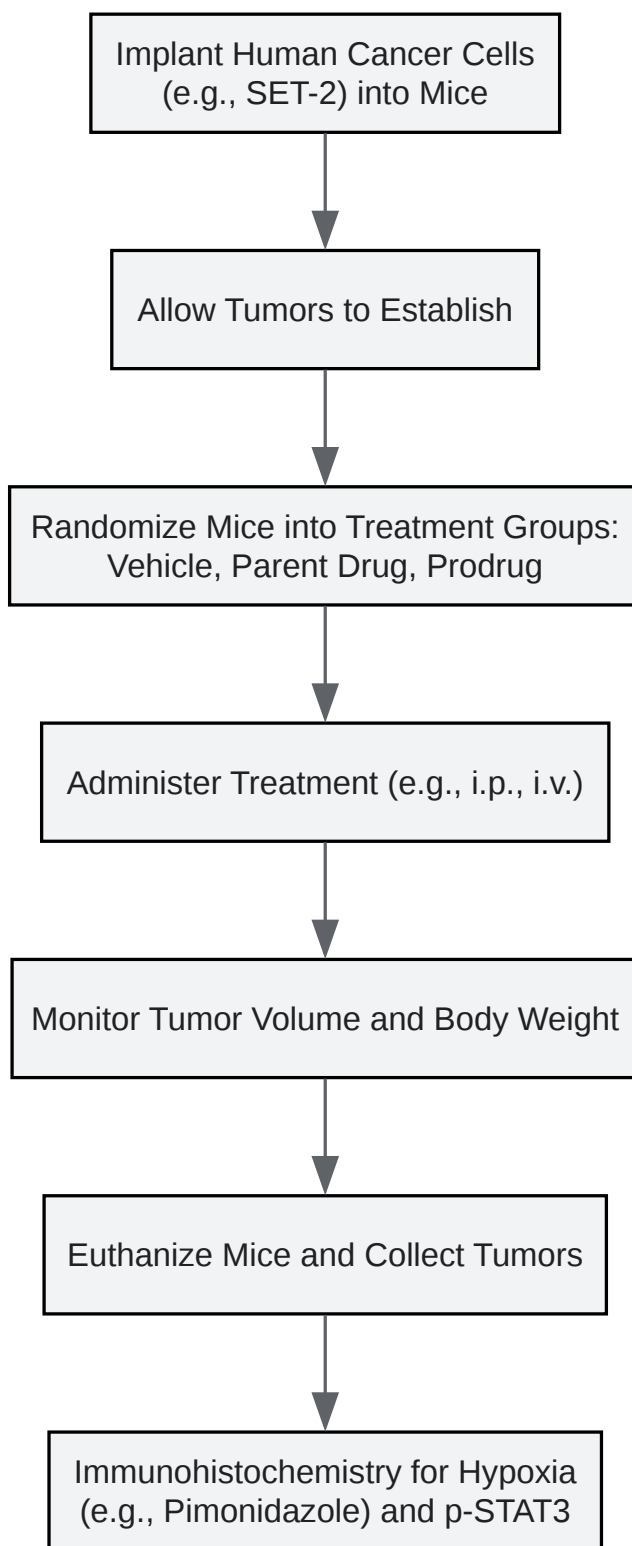 Implant Human Cancer Cells
(e.g., SET-2) into Mice
Allow Tumors to Establish
Randomize Mice into Treatment Groups:
Vehicle, Parent Drug, Prodrug
Administer Treatment (e.g., i.p., i.v.)
Monitor Tumor Volume and Body Weight
Euthanize Mice and Collect Tumors
Immunohistochemistry for Hypoxia
(e.g., Pimonidazole) and p-STAT3